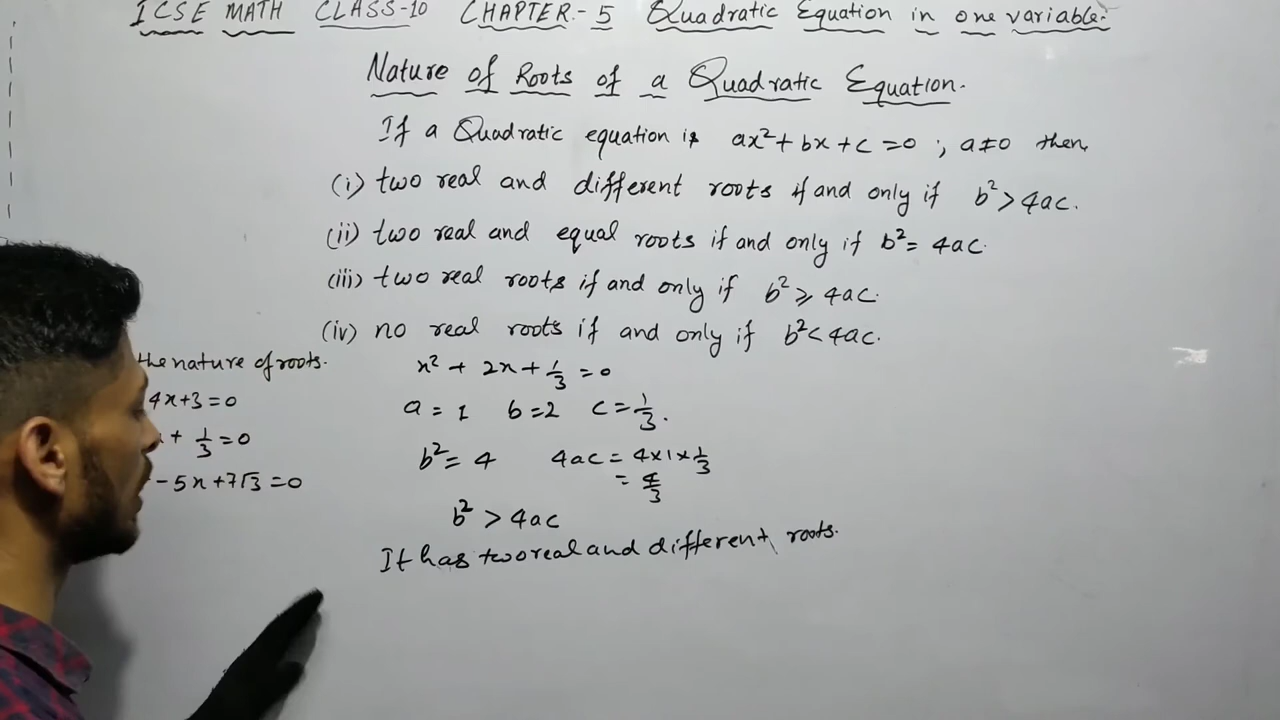 ICSE MATH CLASS-10 CHAPTER-5 Quadratic Equation in one variable.
Nature of Roots of a Quadratic Equation.
If a Quadratic equation is ax²+bx+c=0 ; a≠0 then,
(i) two real and different roots if and only if b²>4ac.
(ii) two real and equal roots if and only if b²=4ac.
(iii) two real roots if and only if b²⩾4ac.
(iv) no real roots if and only if b²<4ac.
the nature of roots.
4x+3=0
+ 1/3=0
-5x+7√3=0
x²+2x+1/3=0
a=1 b=2 c=1/3.
b²=4 4ac=4×1×1/3
=4/3
b²>4ac
It has two real and different roots.